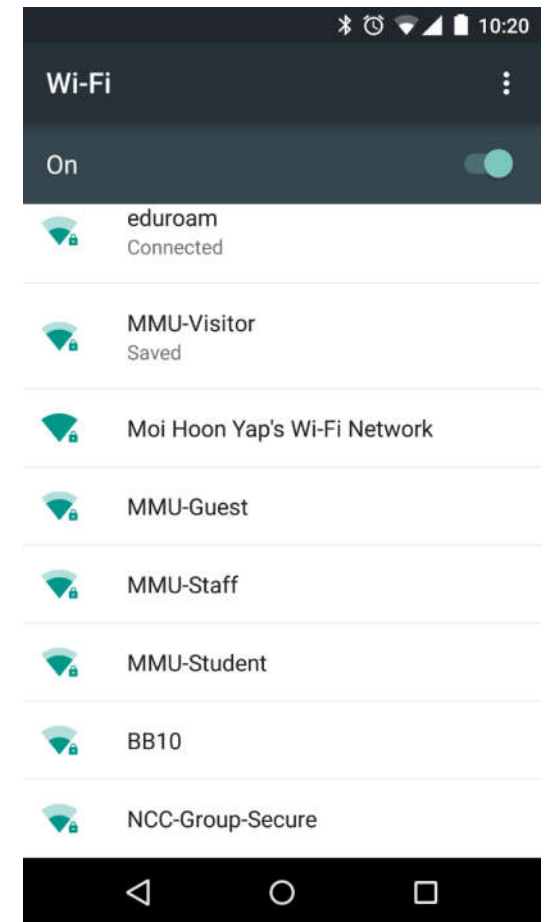 10:20
Wi-Fi
On
eduroam
Connected
MMU-Visitor
Saved
Moi Hoon Yap's Wi-Fi Network
MMU-Guest
MMU-Staff
MMU-Student
BB10
NCC-Group-Secure